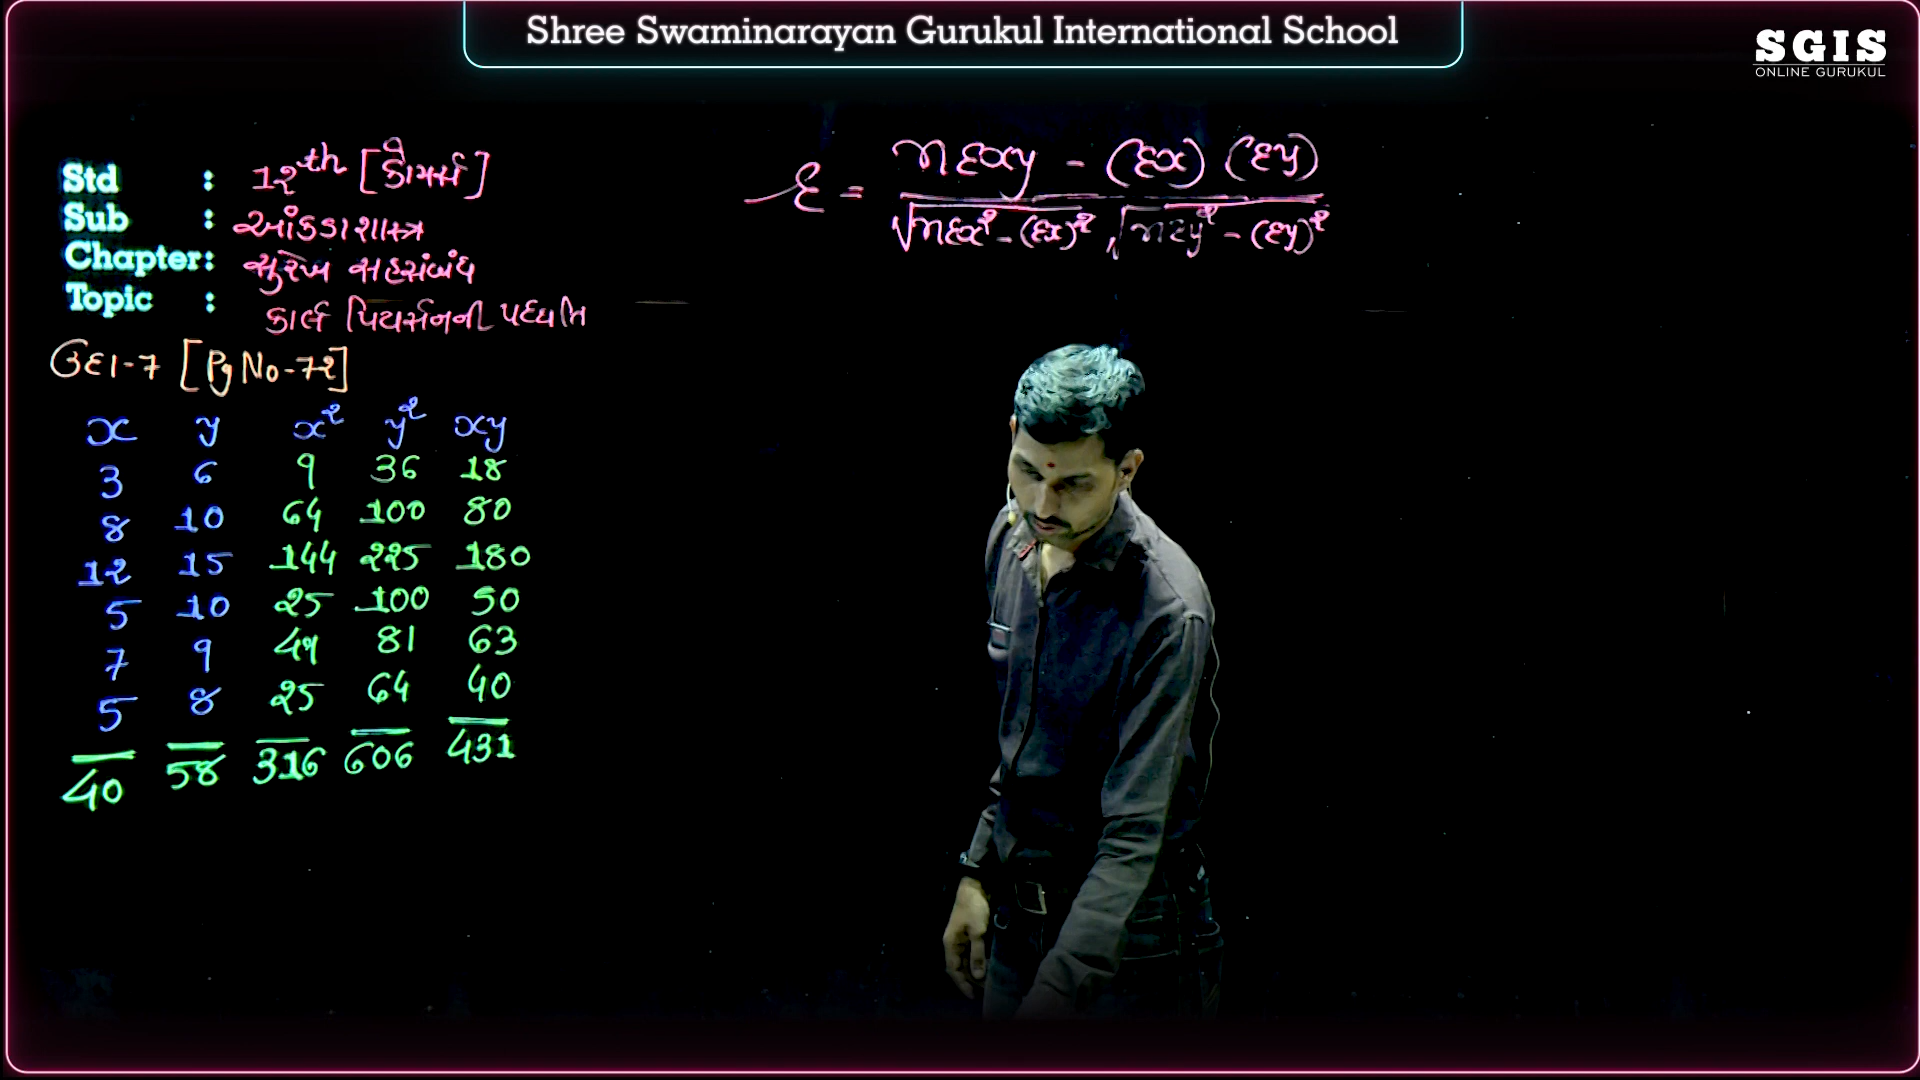 Shree Swaminarayan Gurukul International School
SGIS
ONLINE GURUKUL
Std : 12th [કોમર્સ]
Sub : આંકડાશાસ્ત્ર
Chapter: સુરેખ સહસંબંધ
Topic : કાર્લ પિયર્સનની પદ્ધતિ
r = nΣxy - (Σx) (Σy)
√nΣx² - (Σx)² √nΣy² - (Σy)²
ઉદા-7 [Pg No-72]
x y x² y² xy
3 6 9 36 18
8 10 64 100 80
12 15 144 225 180
5 10 25 100 50
7 9 49 81 63
5 8 25 64 40
40 58 316 606 431